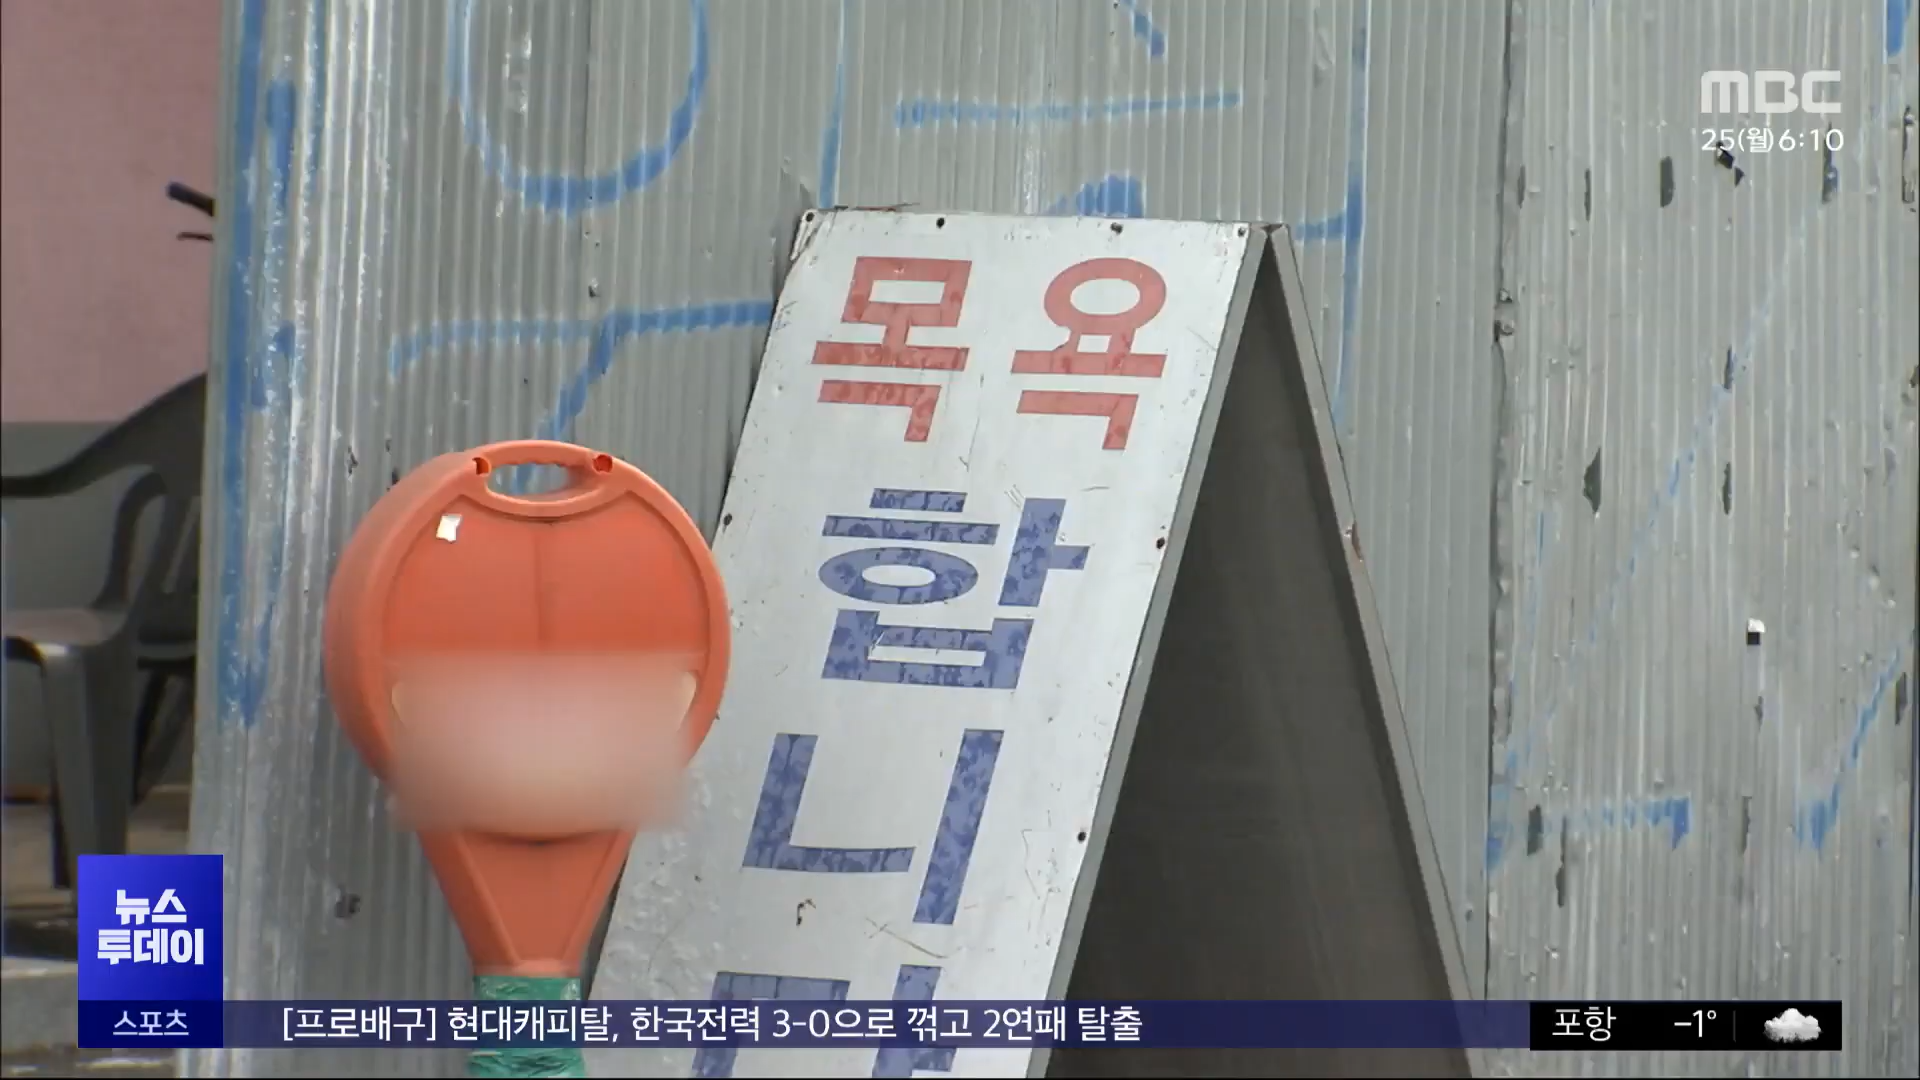 MBC
25(월)6:10
목욕
합
니
다
뉴스
투데이
스포츠
[프로배구] 현대캐피탈, 한국전력 3-0으로 꺾고 2연패 탈출
포항 -1°